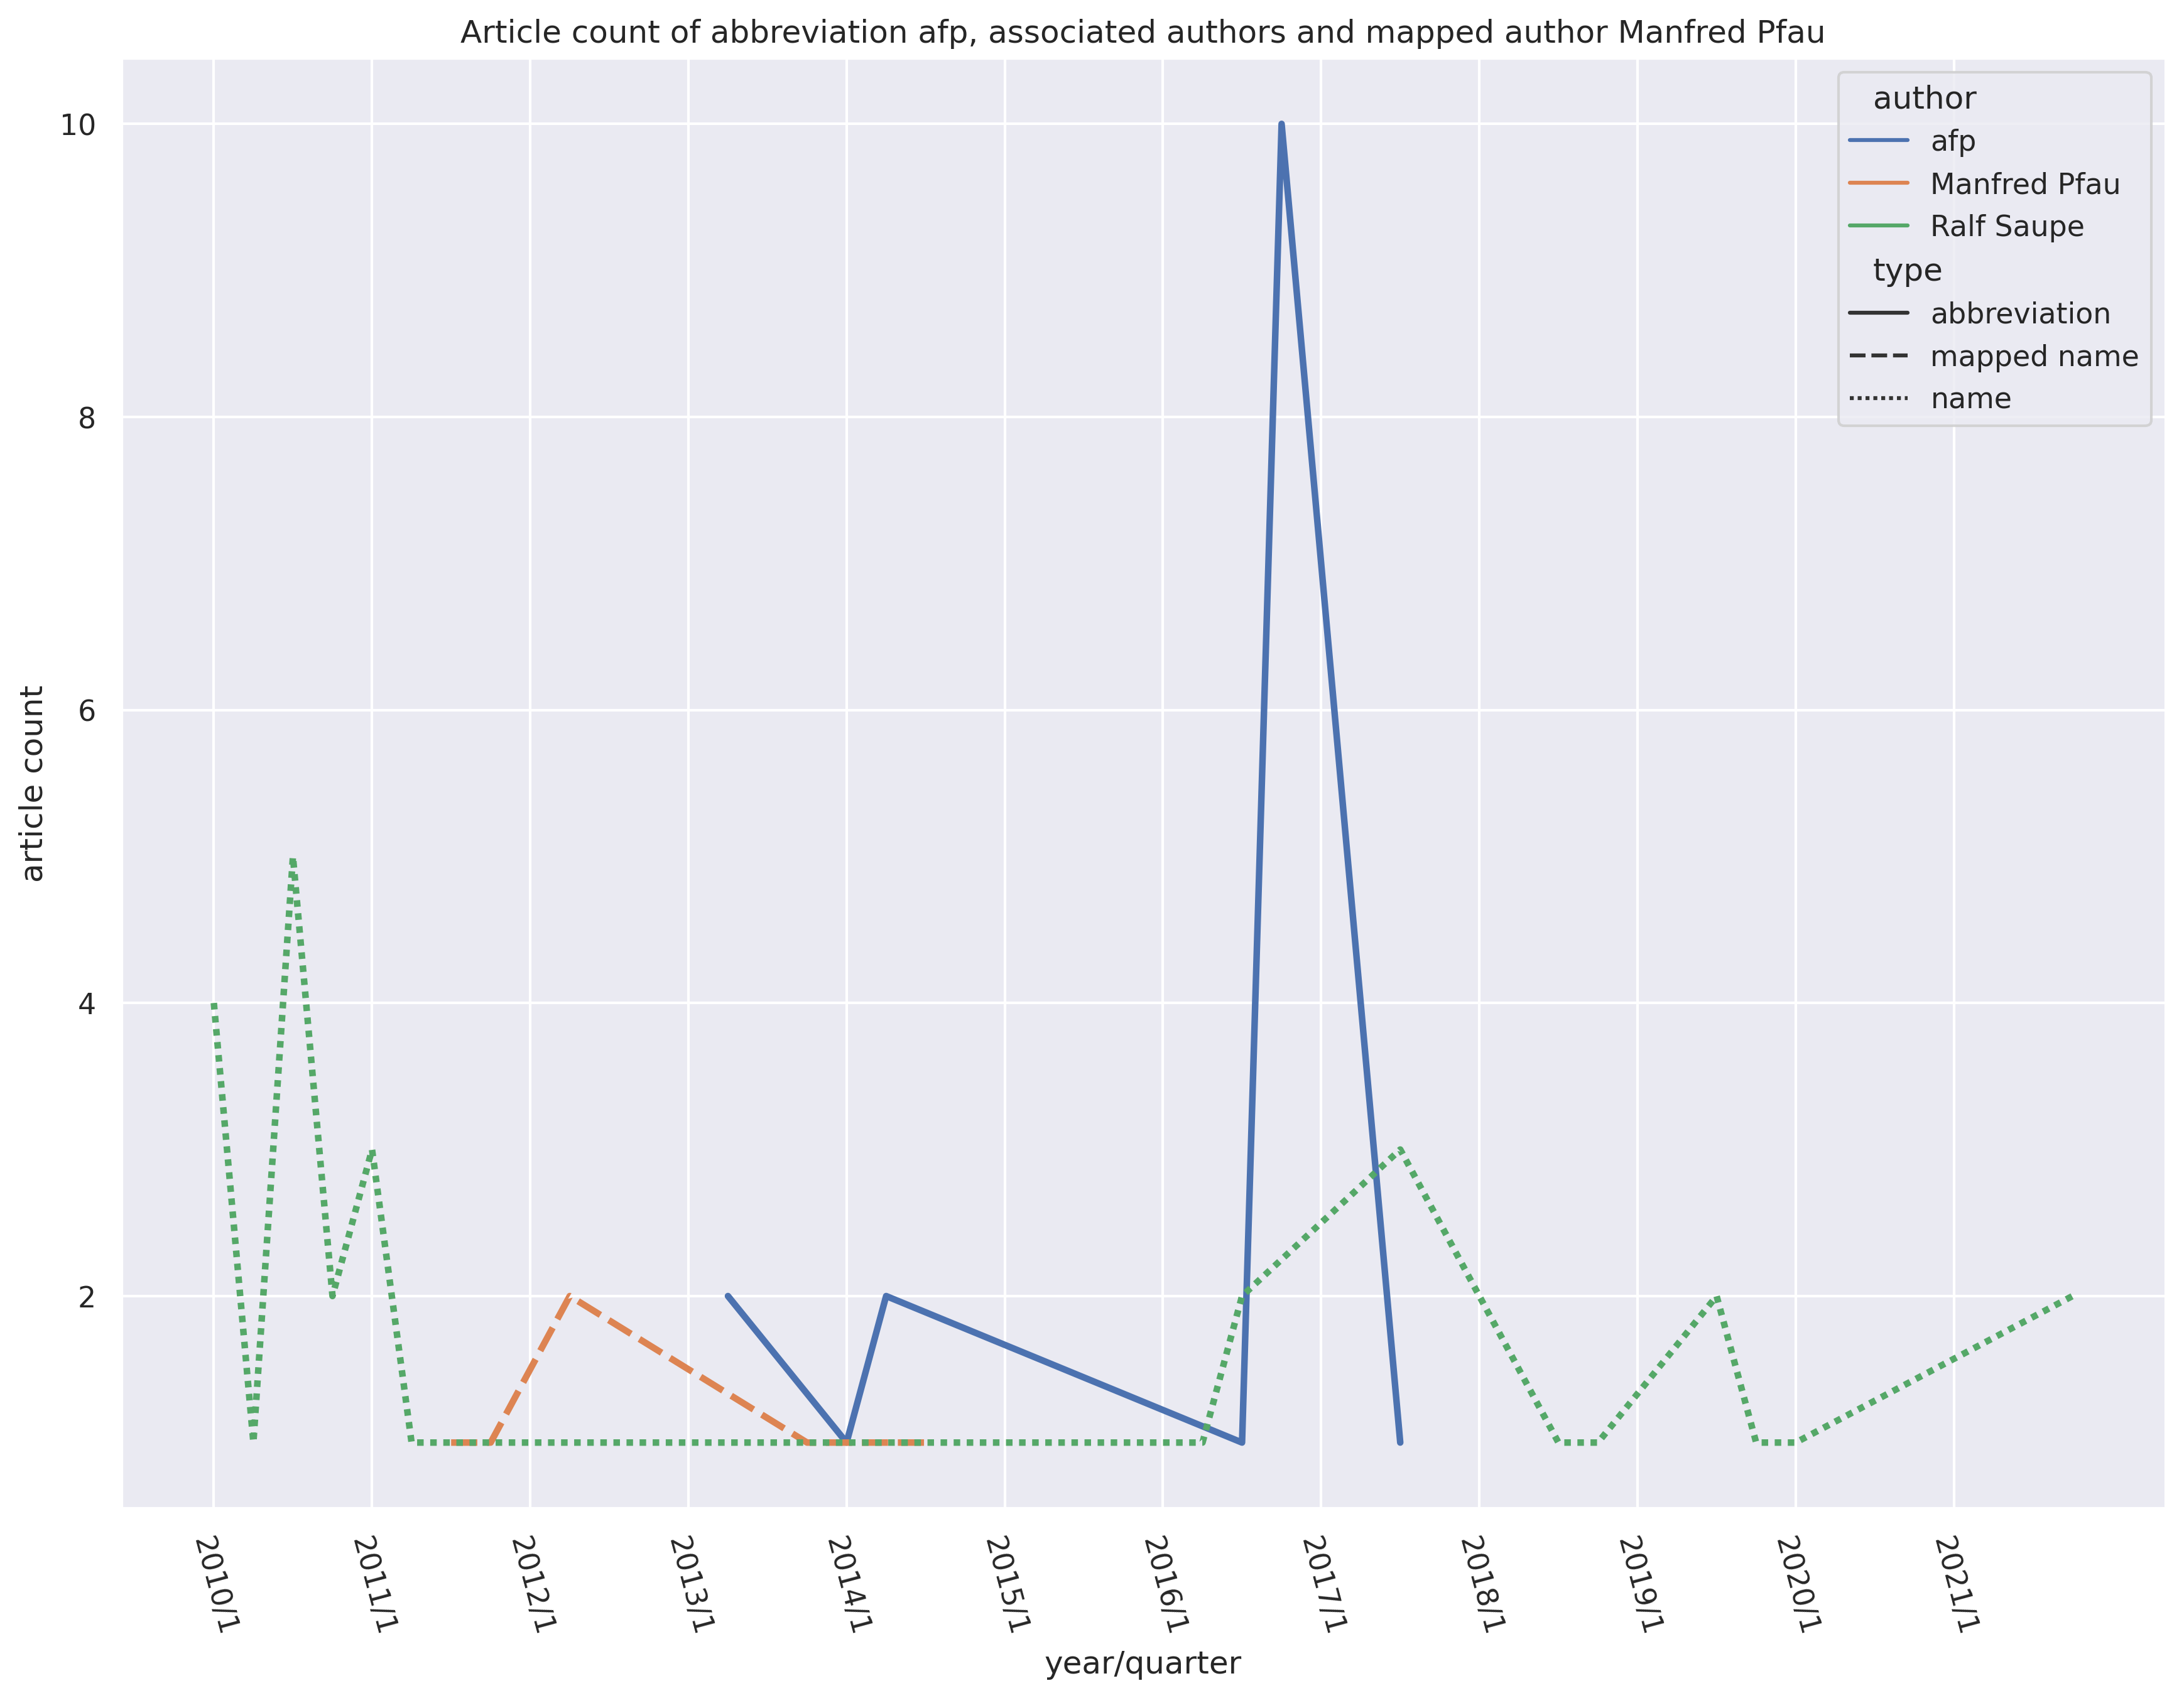 Article count of abbreviation afp, associated authors and mapped author Manfred Pfau
author
afp
Manfred Pfau
Ralf Saupe
type
abbreviation
mapped name
name
article count
10
8
6
4
2
2010/1
2011/1
2012/1
2013/1
2014/1
2015/1
2016/1
2017/1
2018/1
2019/1
2020/1
2021/1
year/quarter